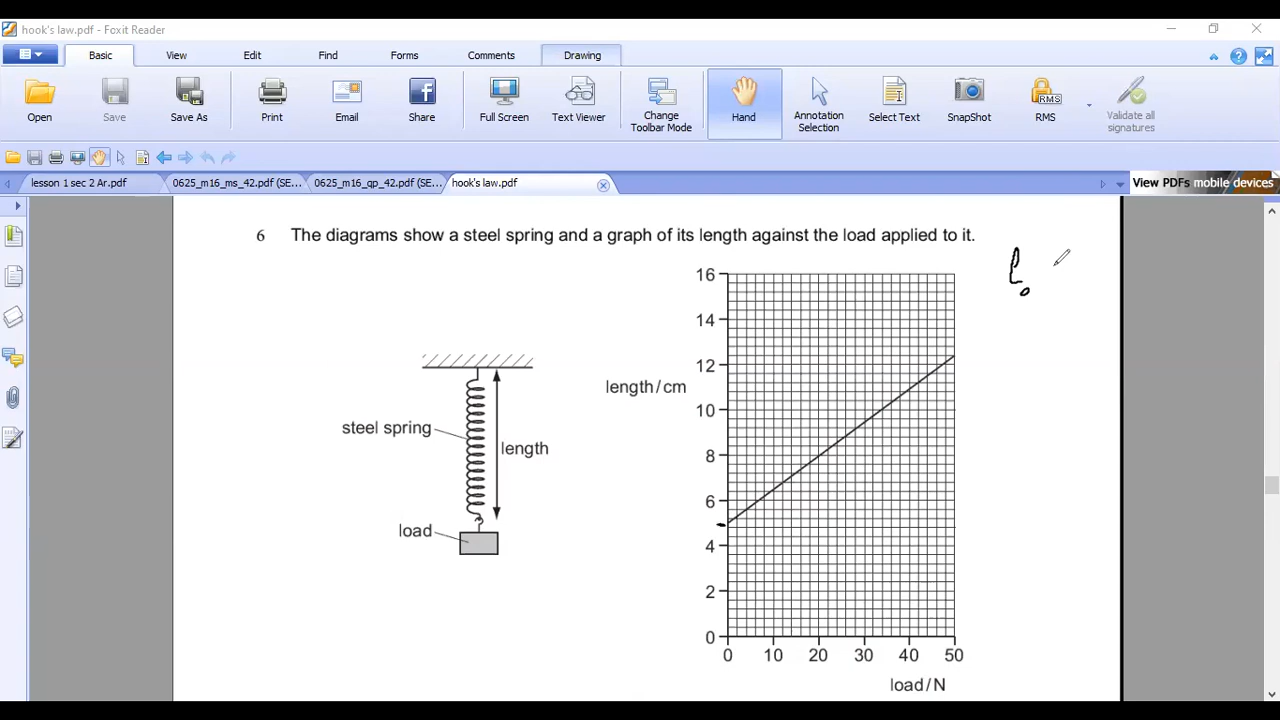 hook's law.pdf - Foxit Reader
Basic View Edit Find Forms Comments Drawing
Open Save Save As Print Email Share Full Screen Text Viewer Change Toolbar Mode Hand Annotation Selection Select Text SnapShot RMS Validate all signatures
lesson 1 sec 2 Ar.pdf 0625_m16_ms_42.pdf (SE... 0625_m16_qp_42.pdf (SE... hook's law.pdf View PDFs mobile devices
6 The diagrams show a steel spring and a graph of its length against the load applied to it.
l₀
16
14
12
length/cm
10
steel spring
length
8
6
load
4
2
0
0 10 20 30 40 50
load/N